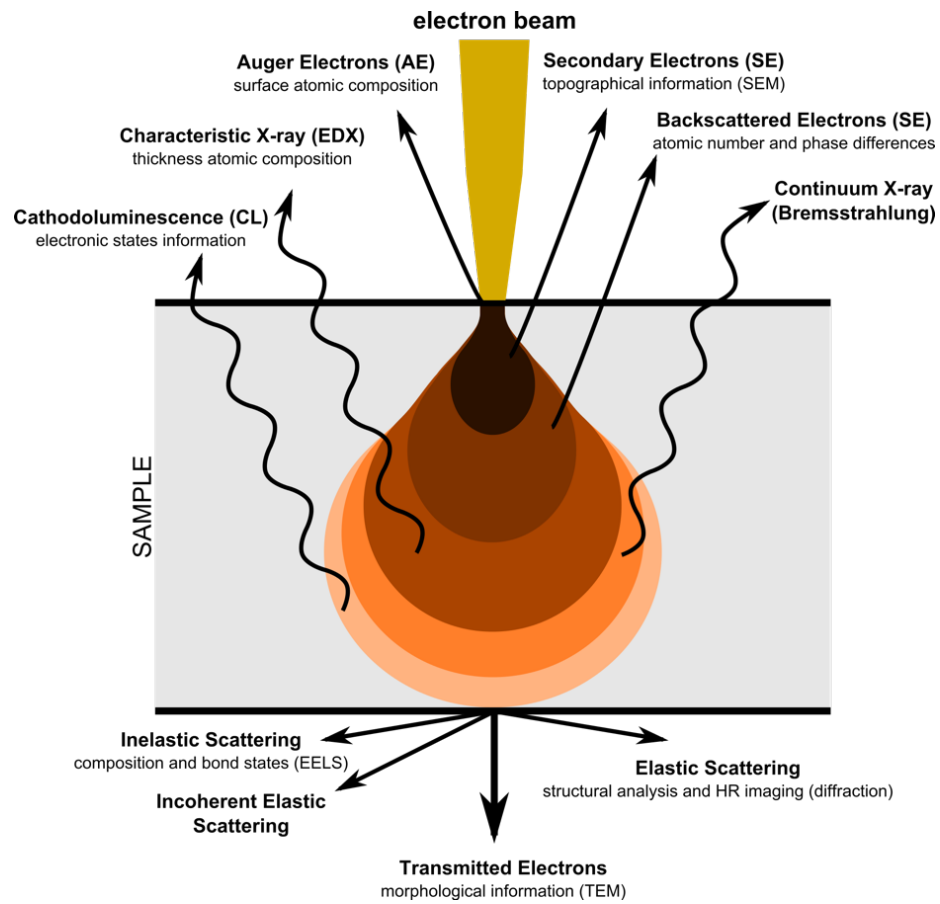 electron beam
Auger Electrons (AE)
surface atomic composition
Secondary Electrons (SE)
topographical information (SEM)
Characteristic X-ray (EDX)
thickness atomic composition
Backscattered Electrons (SE)
atomic number and phase differences
Cathodoluminescence (CL)
electronic states information
Continuum X-ray
(Bremsstrahlung)
SAMPLE
Inelastic Scattering
composition and bond states (EELS)
Incoherent Elastic
Scattering
Elastic Scattering
structural analysis and HR imaging (diffraction)
Transmitted Electrons
morphological information (TEM)